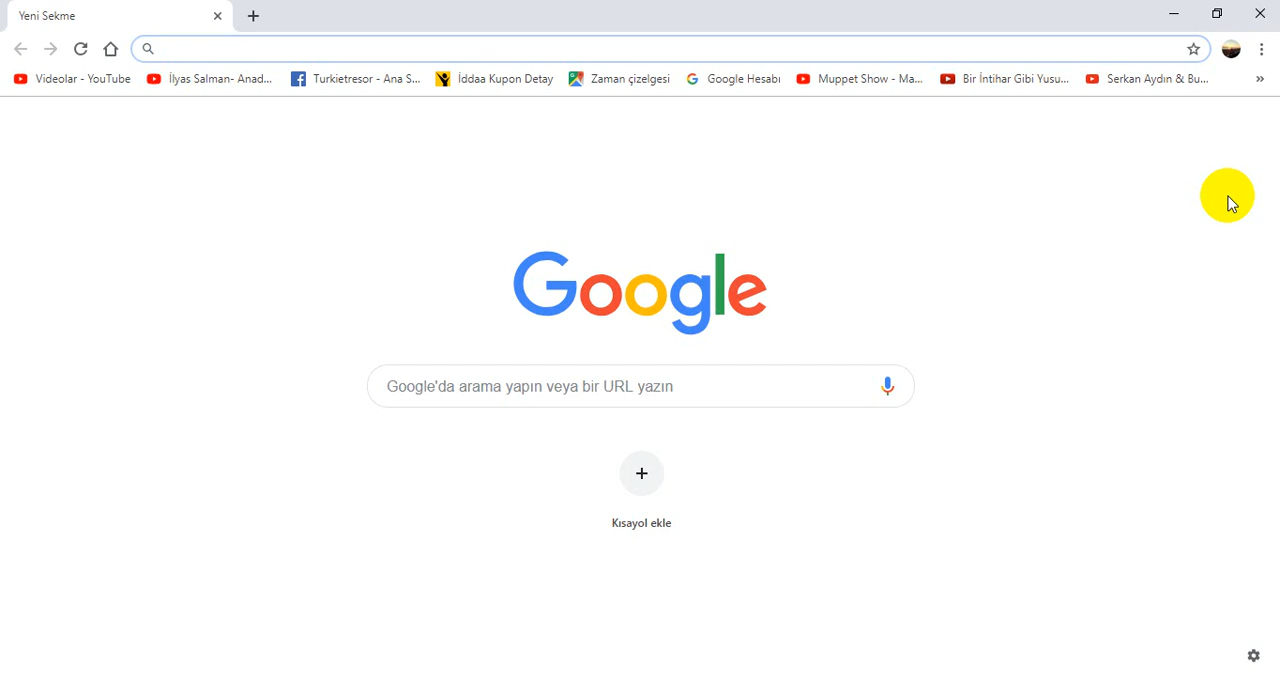 Yeni Sekme
Videolar - YouTube
İlyas Salman- Anad...
Turkietresor - Ana S...
İddaa Kupon Detay
Zaman çizelgesi
Google Hesabı
Muppet Show - Ma...
Bir İntihar Gibi Yusu...
Serkan Aydın & Bu...
Google
Google'da arama yapın veya bir URL yazın
Kısayol ekle